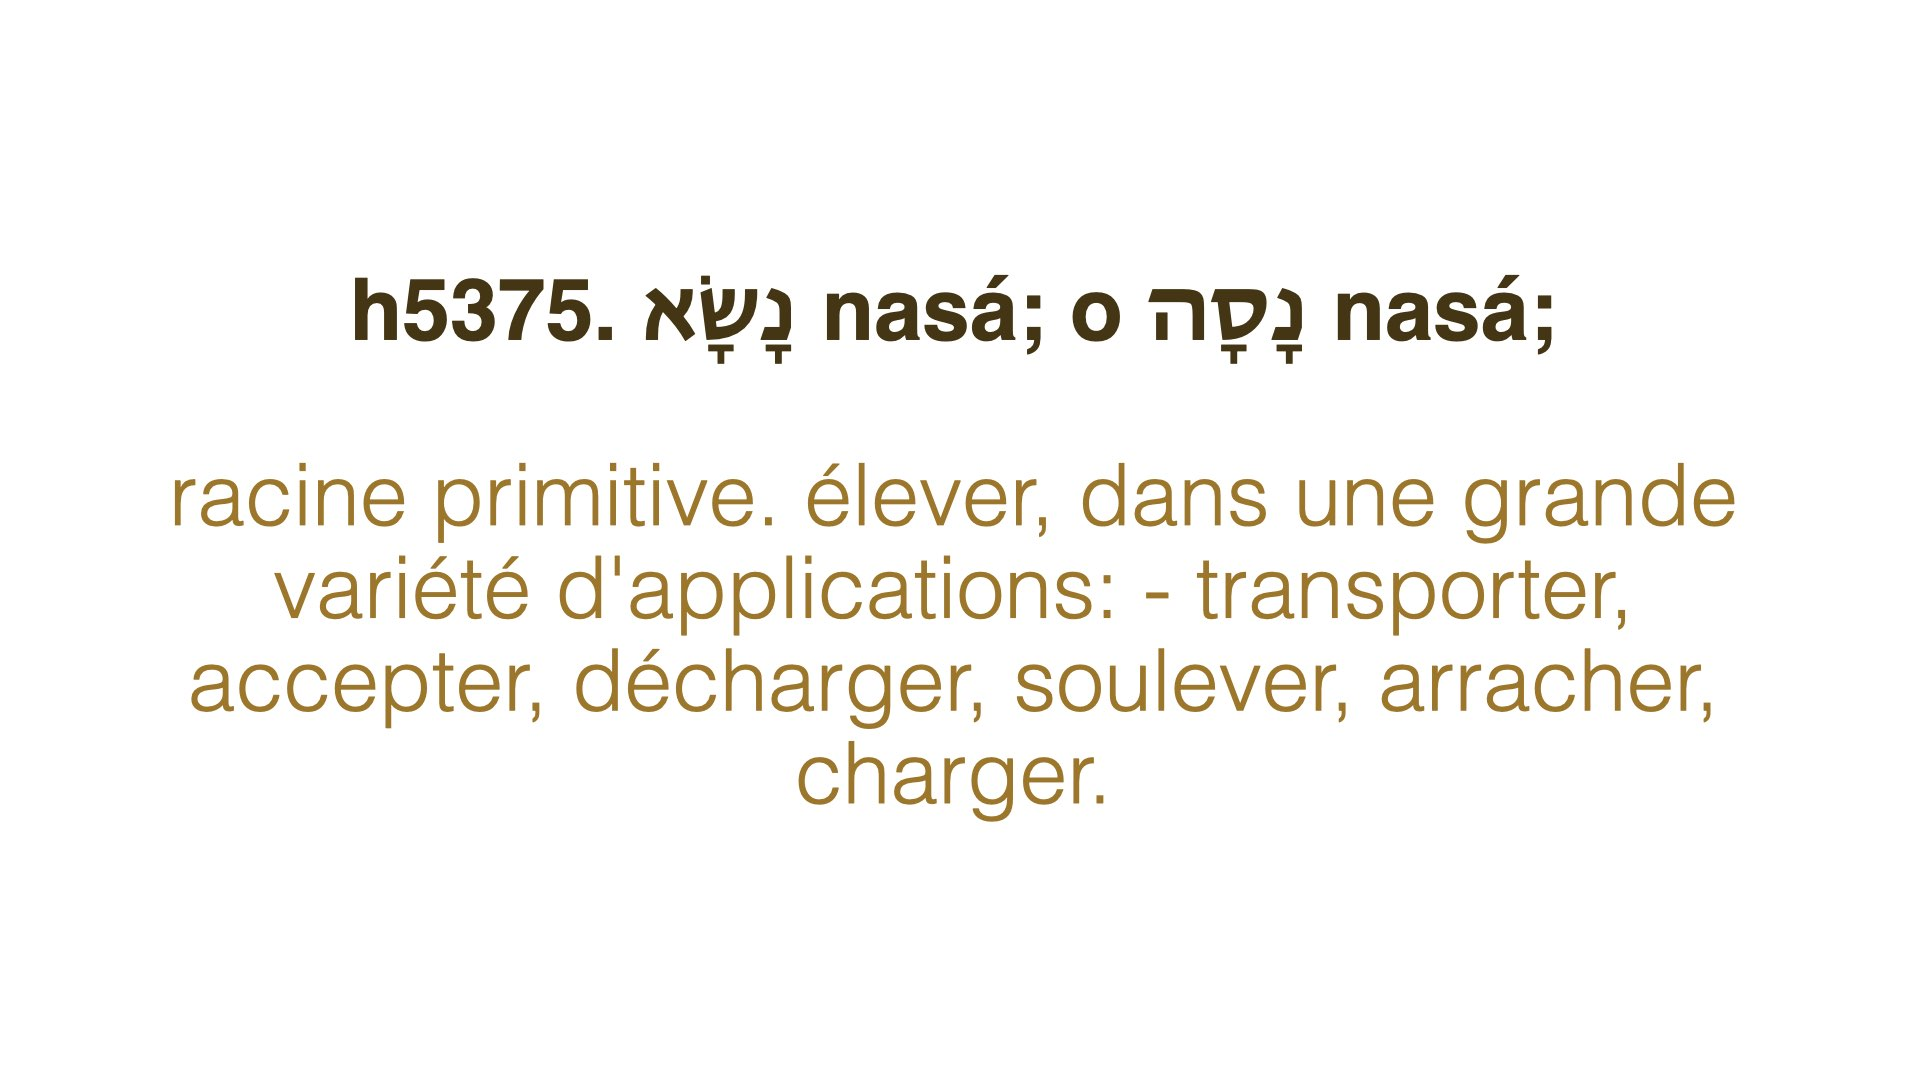 h5375. נָשָׂא nasá; o נָסָה nasá;
racine primitive. élever, dans une grande
variété d'applications: - transporter,
accepter, décharger, soulever, arracher,
charger.